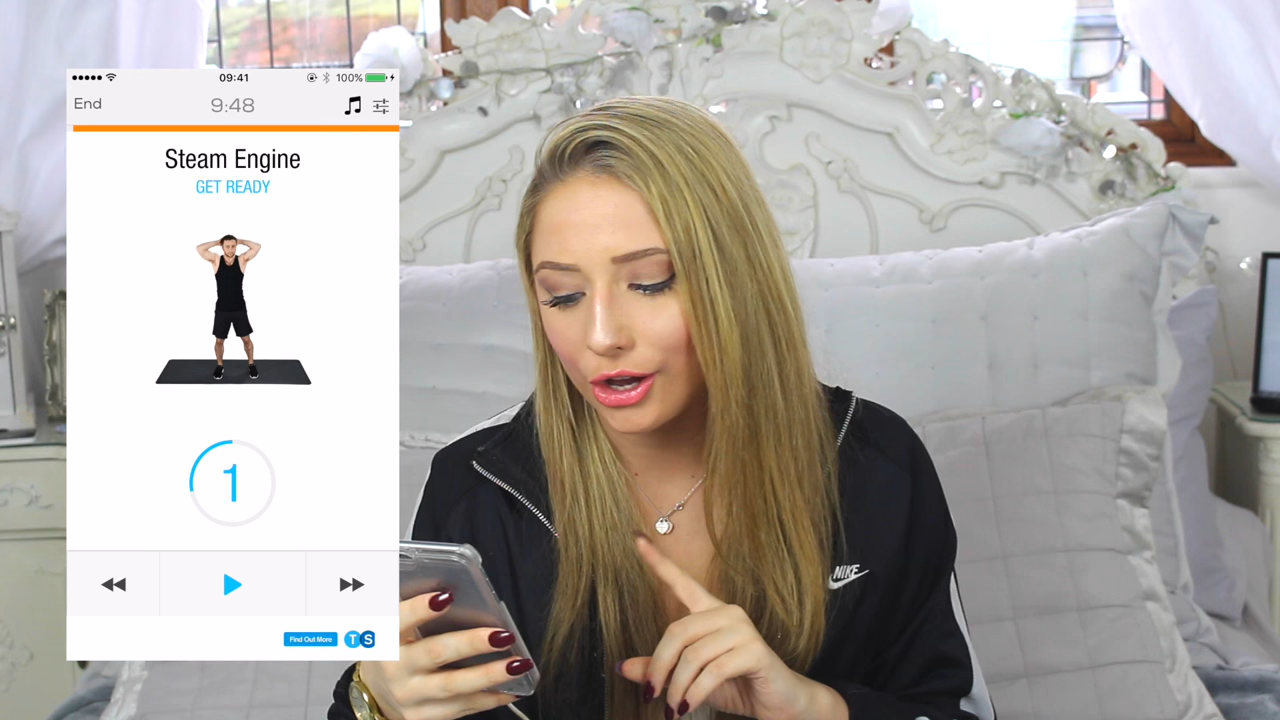 09:41
100%
End
9:48
Steam Engine
GET READY
1
Find Out More
TS
NIKE